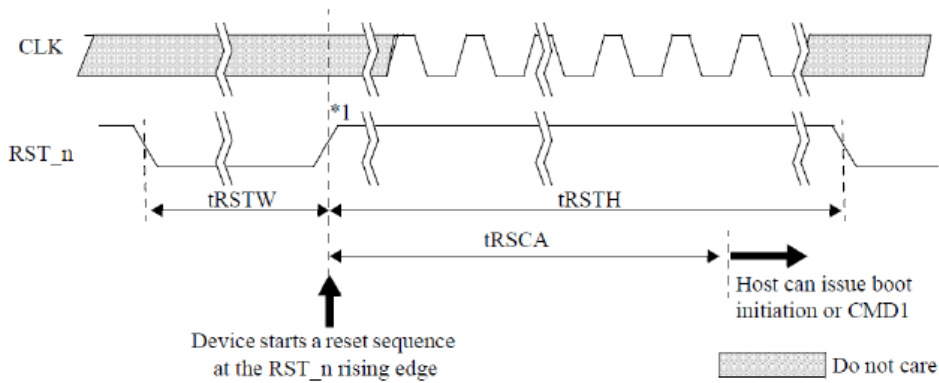 CLK
*1
RST_n
tRSTW
tRSTH
tRSCA
Host can issue boot
initiation or CMD1
Device starts a reset sequence
at the RST_n rising edge
Do not care